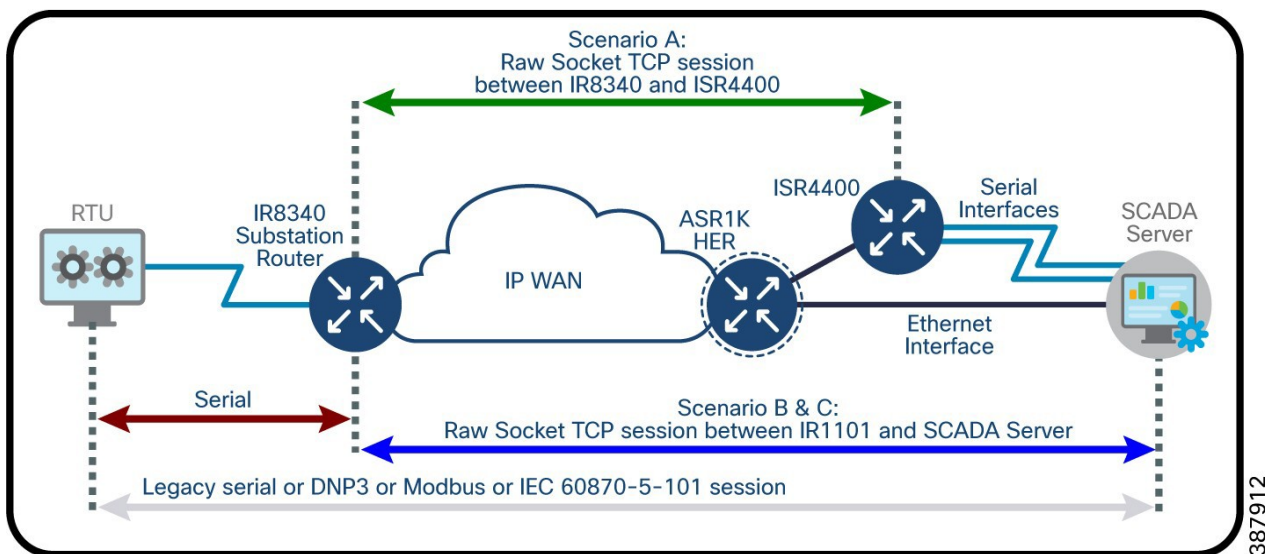 Scenario A:
Raw Socket TCP session
between IR8340 and ISR4400
RTU
IR8340
Substation
Router
IP WAN
ASR1K
HER
ISR4400
Serial
Interfaces
SCADA
Server
Ethernet
Interface
Serial
Scenario B & C:
Raw Socket TCP session between IR1101 and SCADA Server
Legacy serial or DNP3 or Modbus or IEC 60870-5-101 session
387912